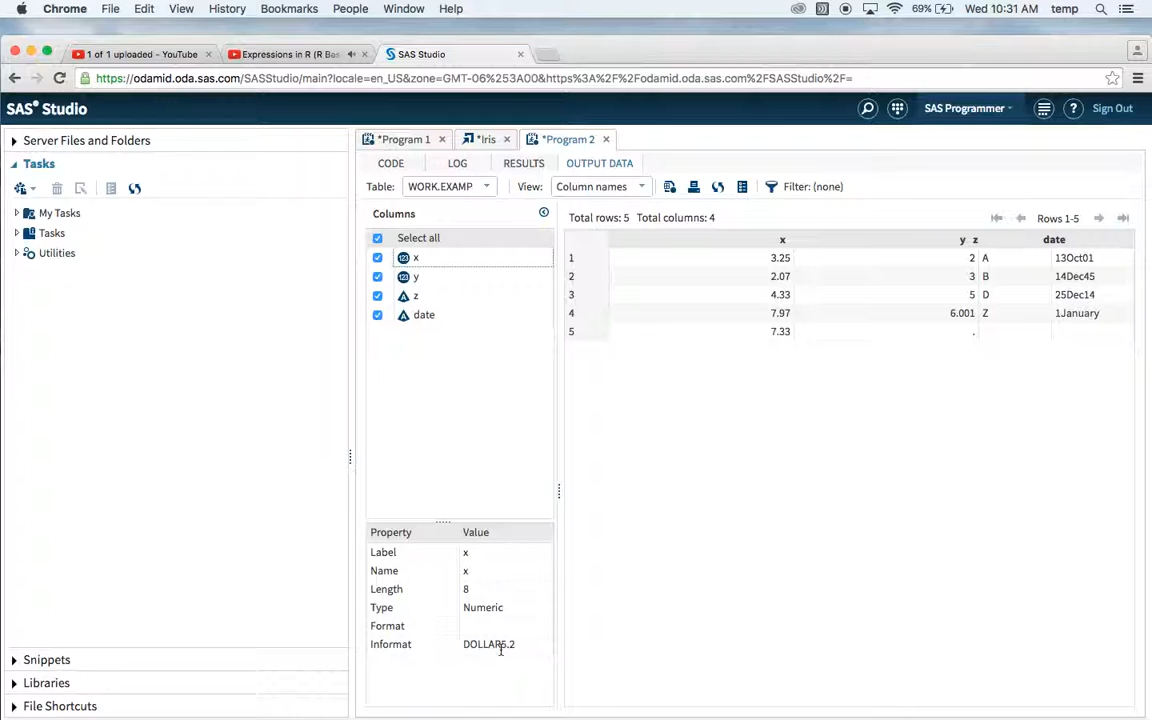 Chrome File Edit View History Bookmarks People Window Help 69% Wed 10:31 AM temp
1 of 1 uploaded - YouTube × Expressions in R (R Bas × SAS Studio ×
https://odamid.oda.sas.com/SASStudio/main?locale=en_US&zone=GMT-06%253A00&https%3A%2F%2Fodamid.oda.sas.com%2FSASStudio%2F=
SAS® Studio SAS Programmer Sign Out
Server Files and Folders
Tasks
My Tasks
Tasks
Utilities
Snippets
Libraries
File Shortcuts
*Program 1 × *Iris × *Program 2 ×
CODE LOG RESULTS OUTPUT DATA
Table: WORK.EXAMP View: Column names Filter: (none)
Columns
Select all
x
y
z
date
Property Value
Label x
Name x
Length 8
Type Numeric
Format
Informat DOLLAR5.2
Total rows: 5 Total columns: 4 Rows 1-5
x y z date
1 3.25 2 A 13Oct01
2 2.07 3 B 14Dec45
3 4.33 5 D 25Dec14
4 7.97 6.001 Z 1January
5 7.33 .